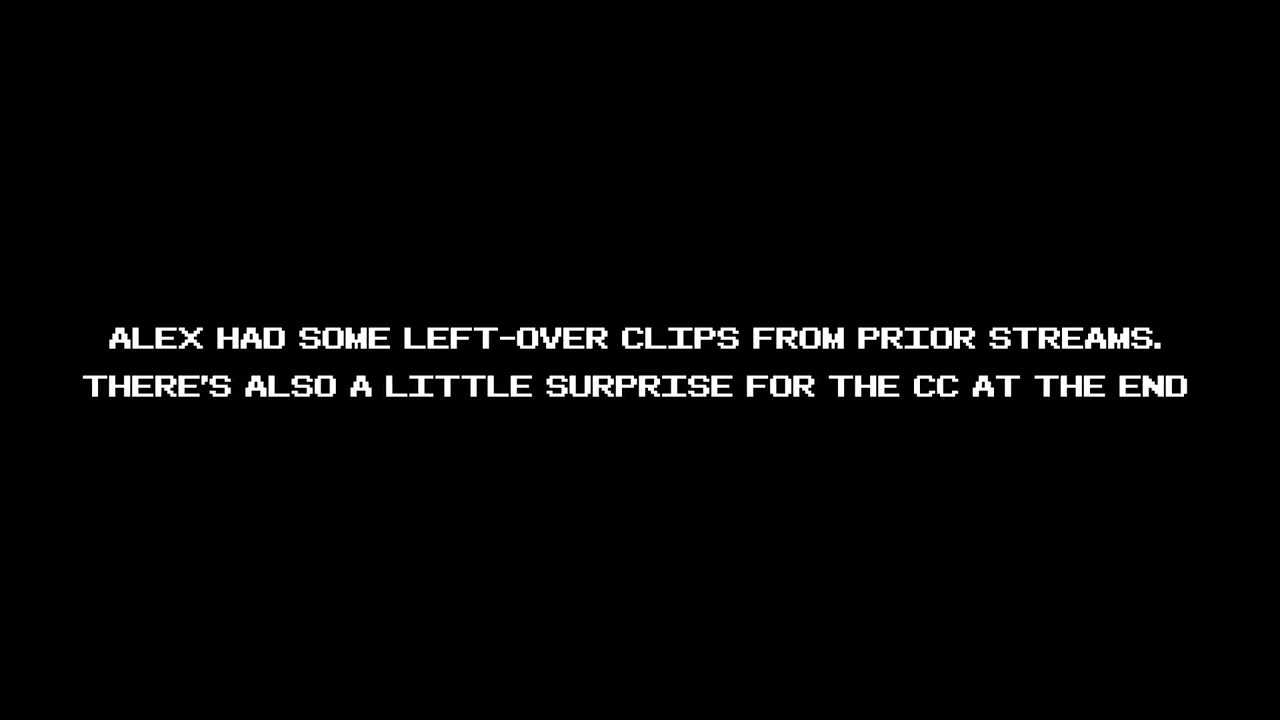 ALEX HAD SOME LEFT-OVER CLIPS FROM PRIOR STREAMS.
THERE'S ALSO A LITTLE SURPRISE FOR THE CC AT THE END